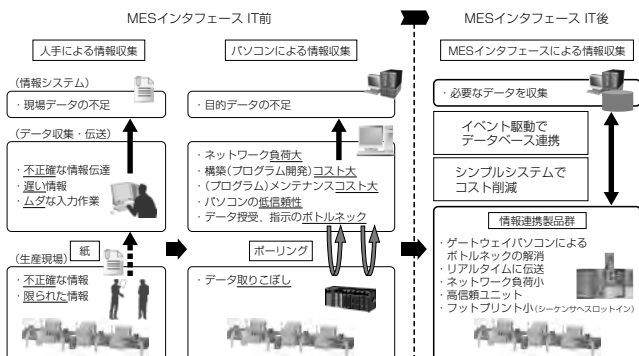 MESインタフェース IT前
MESインタフェース IT後
人手による情報収集
パソコンによる情報収集
MESインタフェースによる情報収集
(情報システム)
・現場データの不足
・目的データの不足
・必要なデータを収集
(データ収集・伝送)
・不正確な情報伝達
・遅い情報
・ムダな入力作業
・ネットワーク負荷大
・構築(プログラム開発)コスト大
・(プログラム)メンテナンスコスト大
・パソコンの低信頼性
・データ授受，指示のボトルネック
イベント駆動で
データベース連携
シンプルシステムで
コスト削減
紙
ポーリング
(生産現場)
・不正確な情報
・限られた情報
・データ取りこぼし
情報連携製品群
・ゲートウェイパソコンによる
ボトルネックの解消
・リアルタイムに伝送
・ネットワーク負荷小
・高信頼ユニット
・フットプリント小(シーケンサへスロットイン)